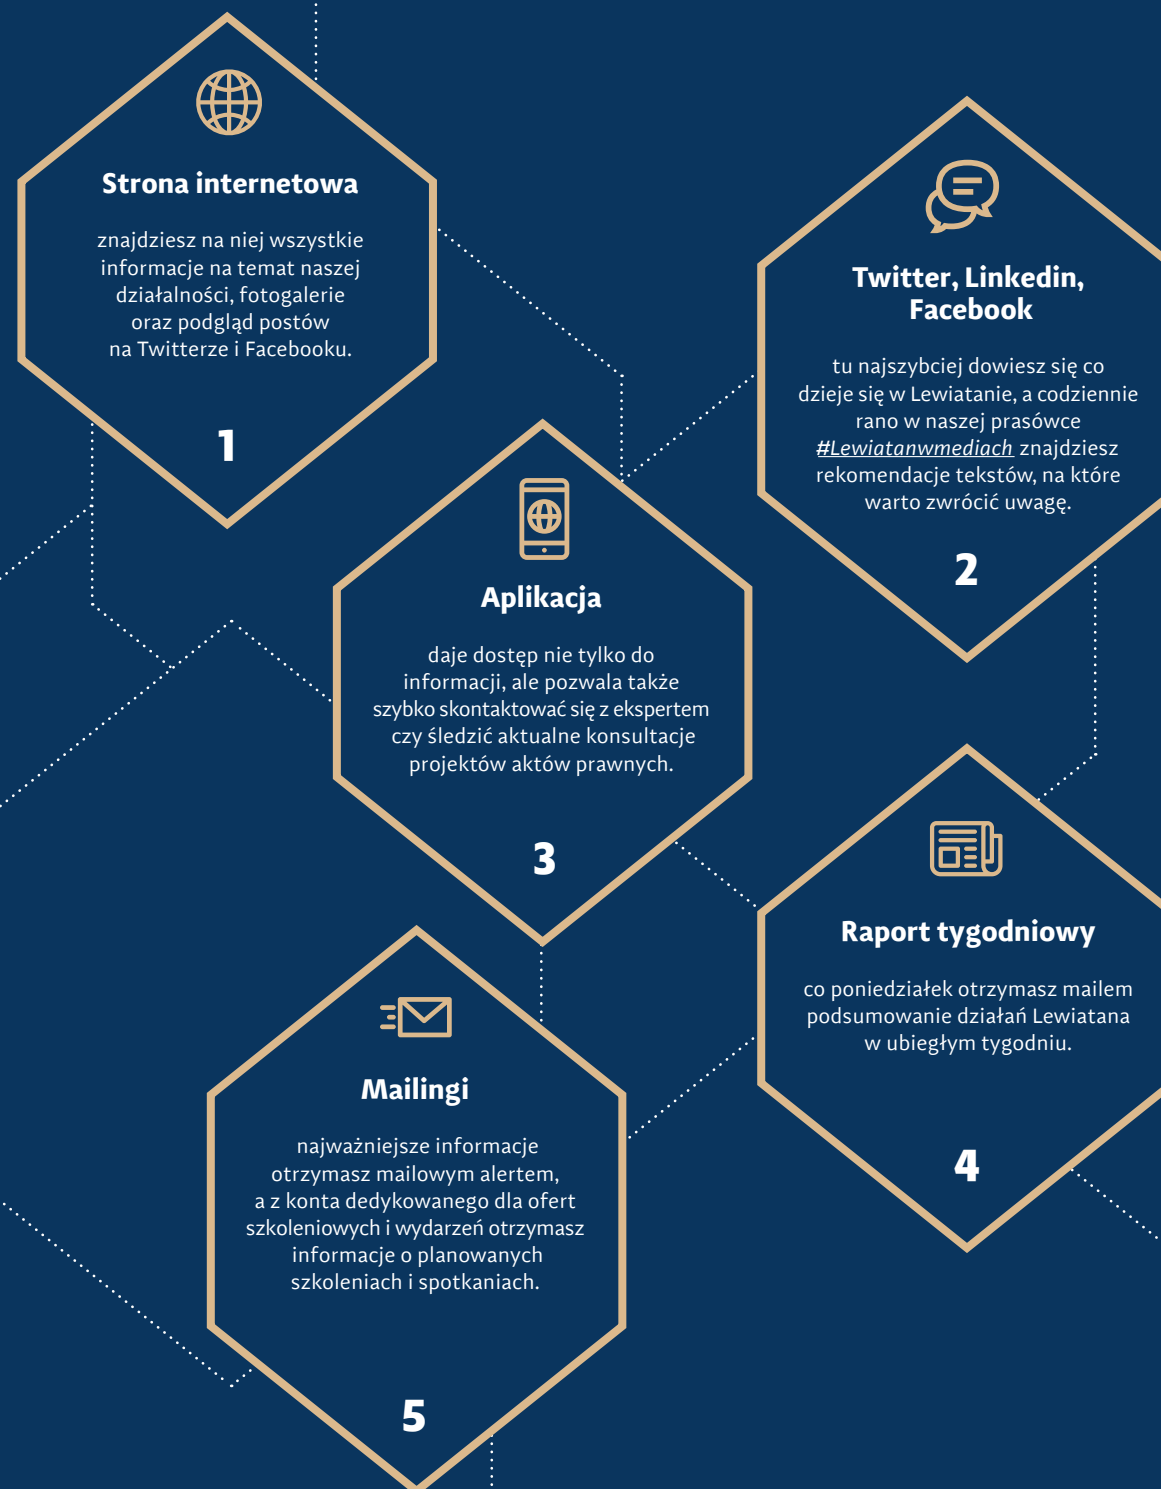 Strona internetowa
znajdziesz na niej wszystkie
informacje na temat naszej
działalności, fotogalerie
oraz podgląd postów
na Twitterze i Facebooku.
1
Twitter, Linkedin,
Facebook
tu najszybciej dowiesz się co
dzieje się w Lewiatanie, a codziennie
rano w naszej prasówce
#Lewiatanwmediach znajdziesz
rekomendacje tekstów, na które
warto zwrócić uwagę.
2
Aplikacja
daje dostęp nie tylko do
informacji, ale pozwala także
szybko skontaktować się z ekspertem
czy śledzić aktualne konsultacje
projektów aktów prawnych.
3
Raport tygodniowy
co poniedziałek otrzymasz mailem
podsumowanie działań Lewiatana
w ubiegłym tygodniu.
4
Mailingi
najważniejsze informacje
otrzymasz mailowym alertem,
a z konta dedykowanego dla ofert
szkoleniowych i wydarzeń otrzymasz
informacje o planowanych
szkoleniach i spotkaniach.
5